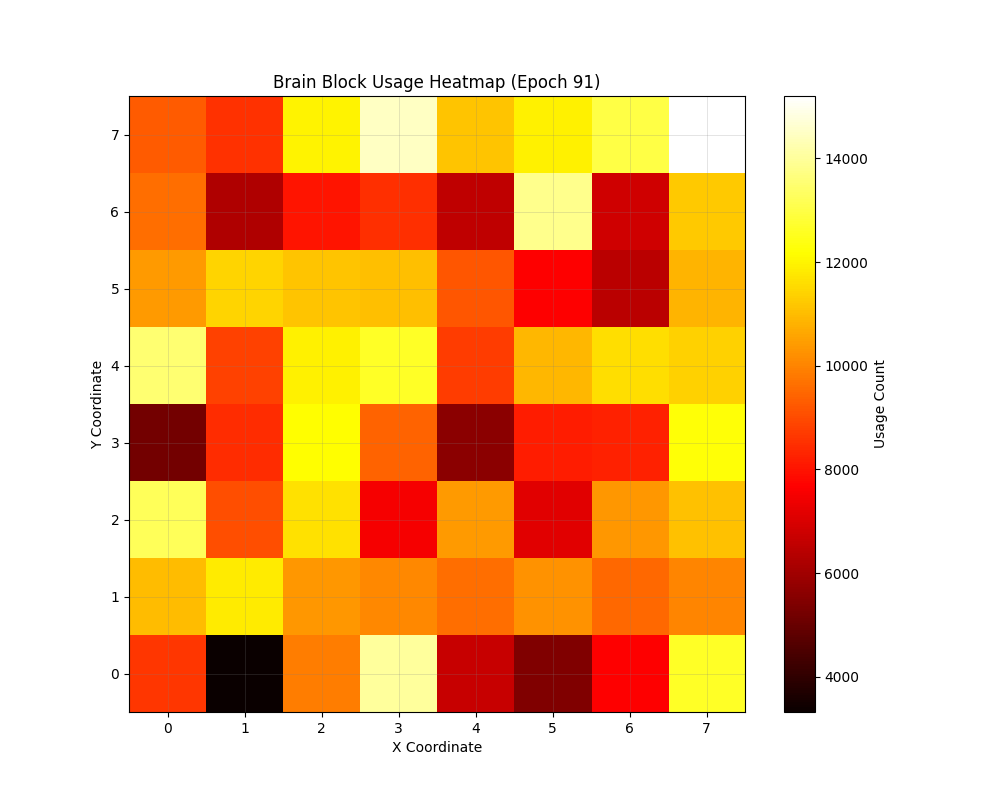 Brain Block Usage Heatmap (Epoch 91)
7
6
5
4
3
2
1
0
Y Coordinate
0 1 2 3 4 5 6 7
X Coordinate
14000
12000
10000
8000
6000
4000
Usage Count